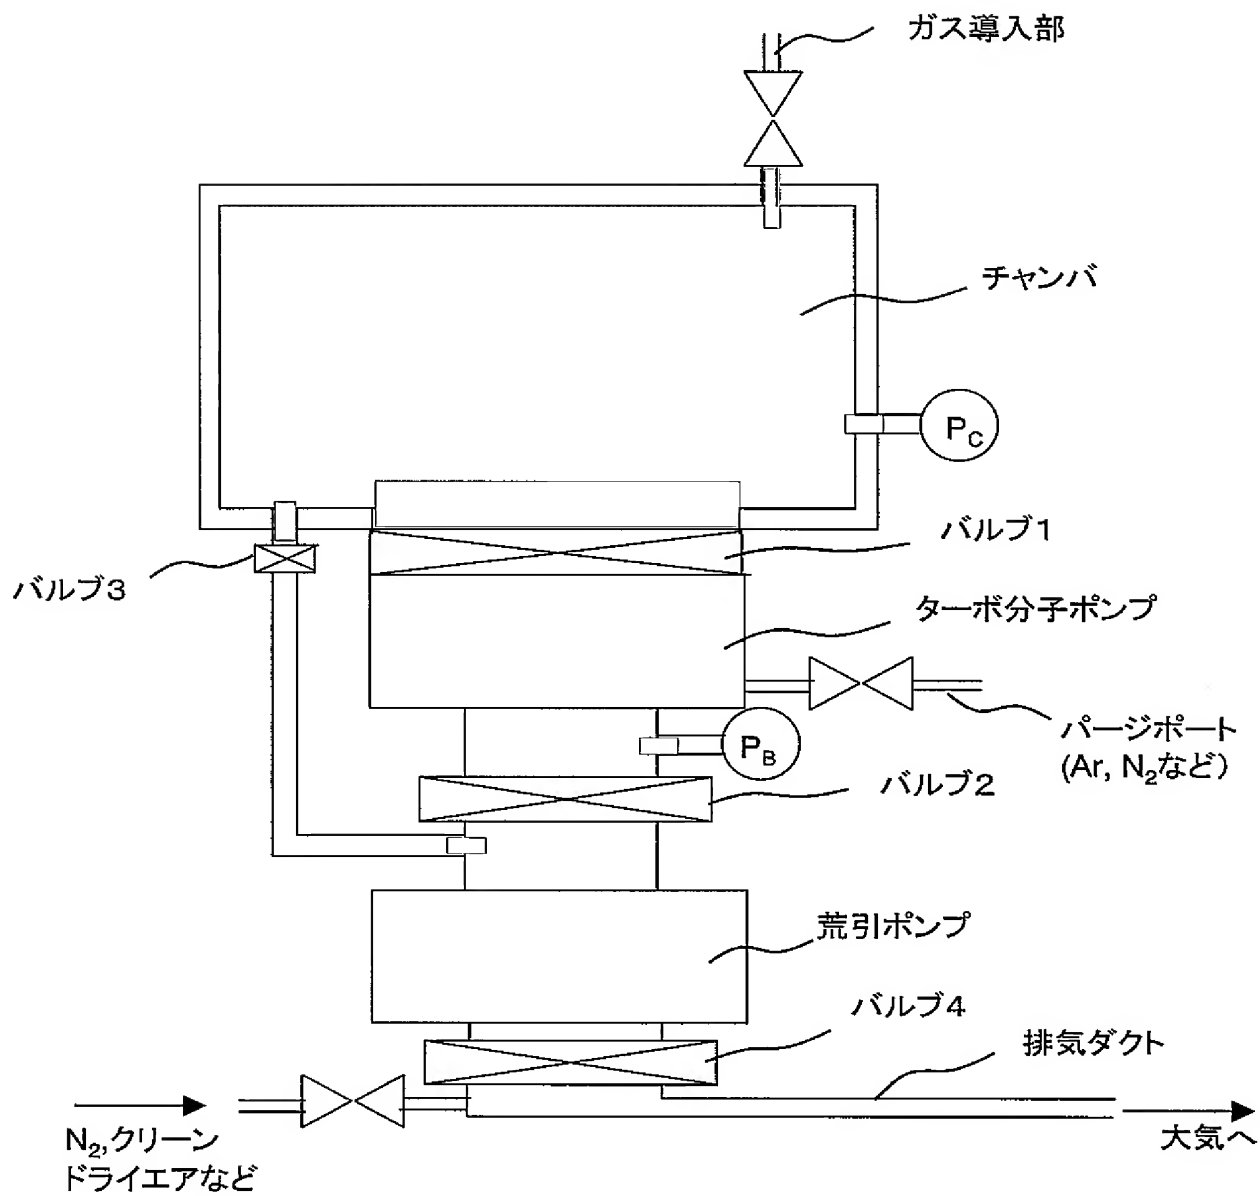 ガス導入部
チャンバ
P_C
バルブ1
バルブ3
ターボ分子ポンプ
パージポート
(Ar, N₂など)
P_B
バルブ2
荒引ポンプ
バルブ4
排気ダクト
N₂,クリーン
ドライエアなど
大気へ